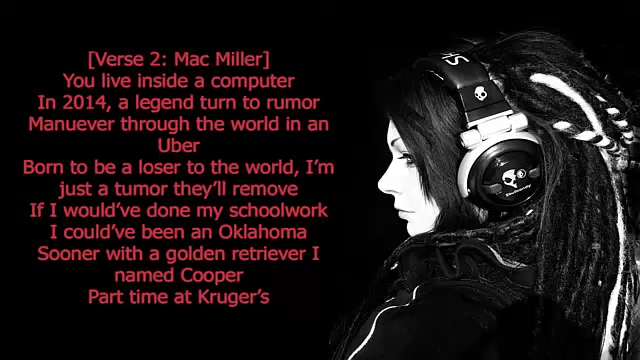 [Verse 2: Mac Miller]
You live inside a computer
In 2014, a legend turn to rumor
Manuever through the world in an
Uber
Born to be a loser to the world, I’m
just a tumor they’ll remove
If I would’ve done my schoolwork
I could’ve been an Oklahoma
Sooner with a golden retriever I
named Cooper
Part time at Kruger’s